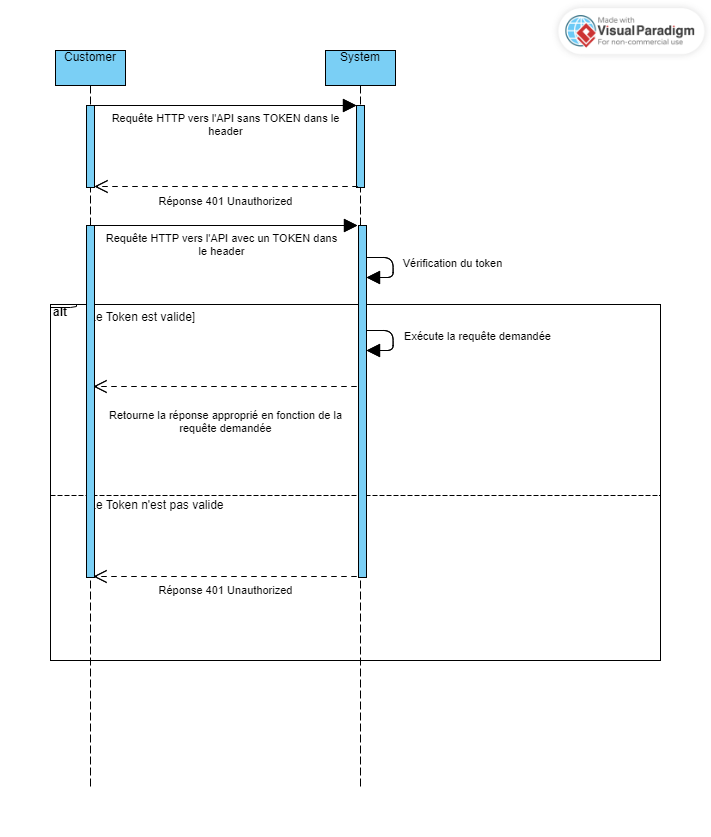 Made with
VisualParadigm
For non-commercial use
Customer
System
Requête HTTP vers l'API sans TOKEN dans le
header
Réponse 401 Unauthorized
Requête HTTP vers l'API avec un TOKEN dans
le header
Vérification du token
alt
e Token est valide]
Exécute la requête demandée
Retourne la réponse approprié en fonction de la
requête demandée
e Token n'est pas valide
Réponse 401 Unauthorized